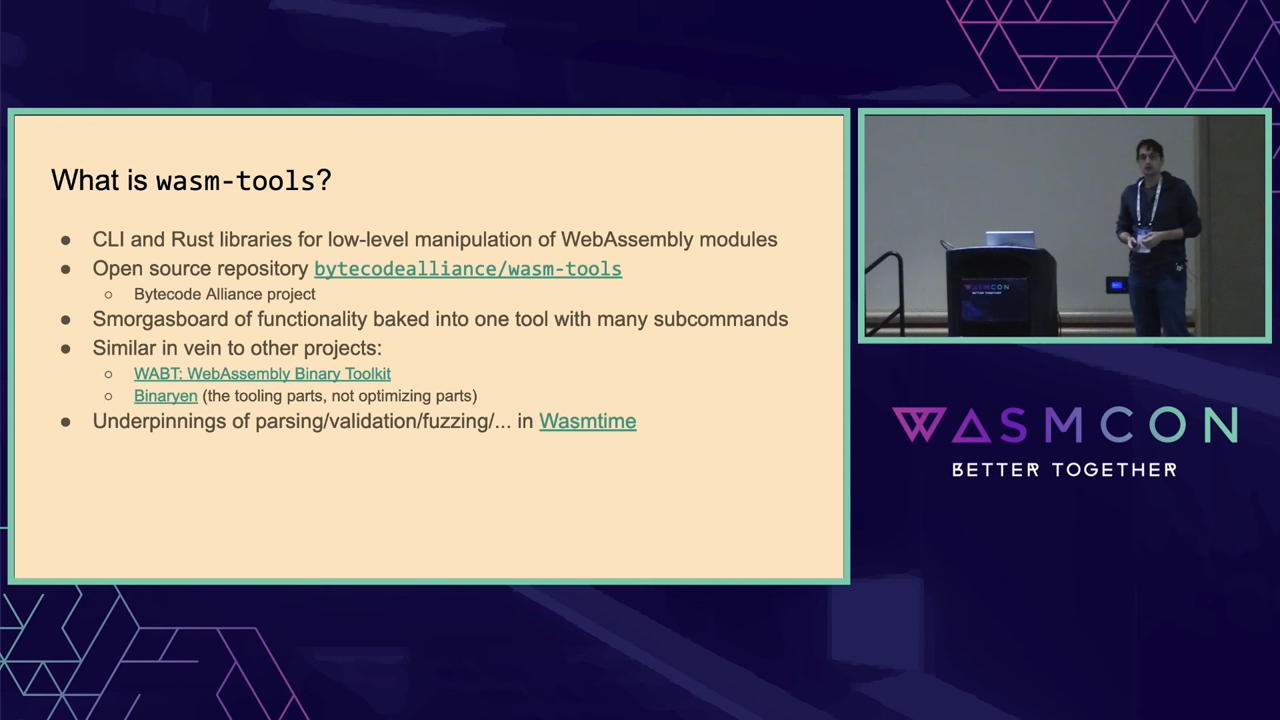 What is wasm-tools?
● CLI and Rust libraries for low-level manipulation of WebAssembly modules
● Open source repository bytecodealliance/wasm-tools
○ Bytecode Alliance project
● Smorgasboard of functionality baked into one tool with many subcommands
● Similar in vein to other projects:
○ WABT: WebAssembly Binary Toolkit
○ Binaryen (the tooling parts, not optimizing parts)
● Underpinnings of parsing/validation/fuzzing/... in Wasmtime
WASMCON
BETTER TOGETHER
WASMCON
BETTER TOGETHER